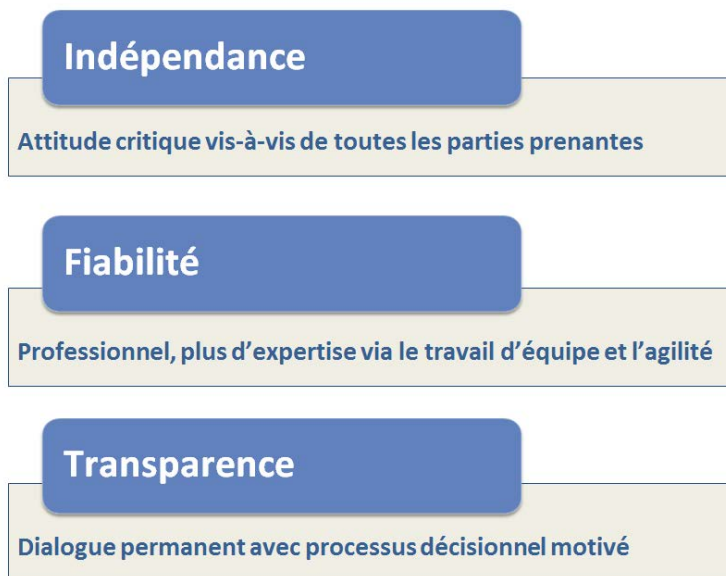 Indépendance
Attitude critique vis-à-vis de toutes les parties prenantes
Fiabilité
Professionnel, plus d’expertise via le travail d’équipe et l’agilité
Transparence
Dialogue permanent avec processus décisionnel motivé